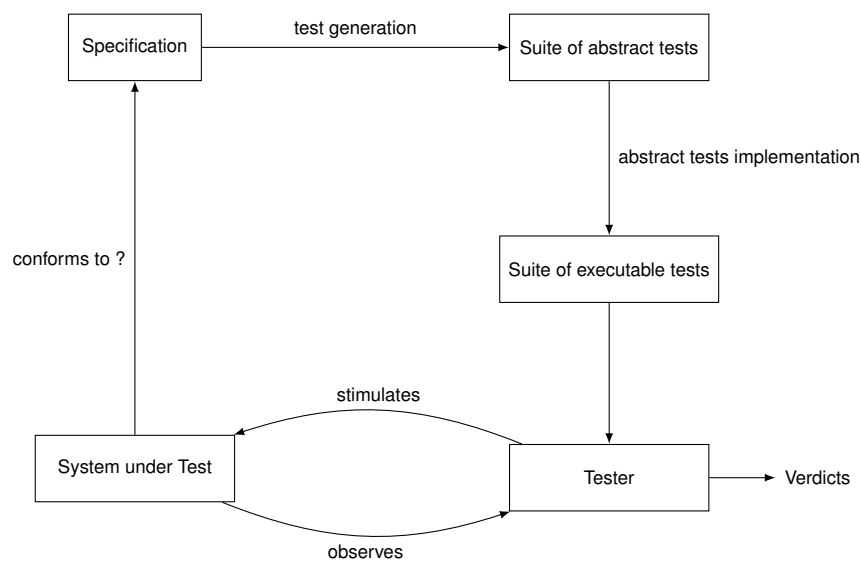 Specification
test generation
Suite of abstract tests
abstract tests implementation
conforms to ?
Suite of executable tests
stimulates
System under Test
Tester
Verdicts
observes